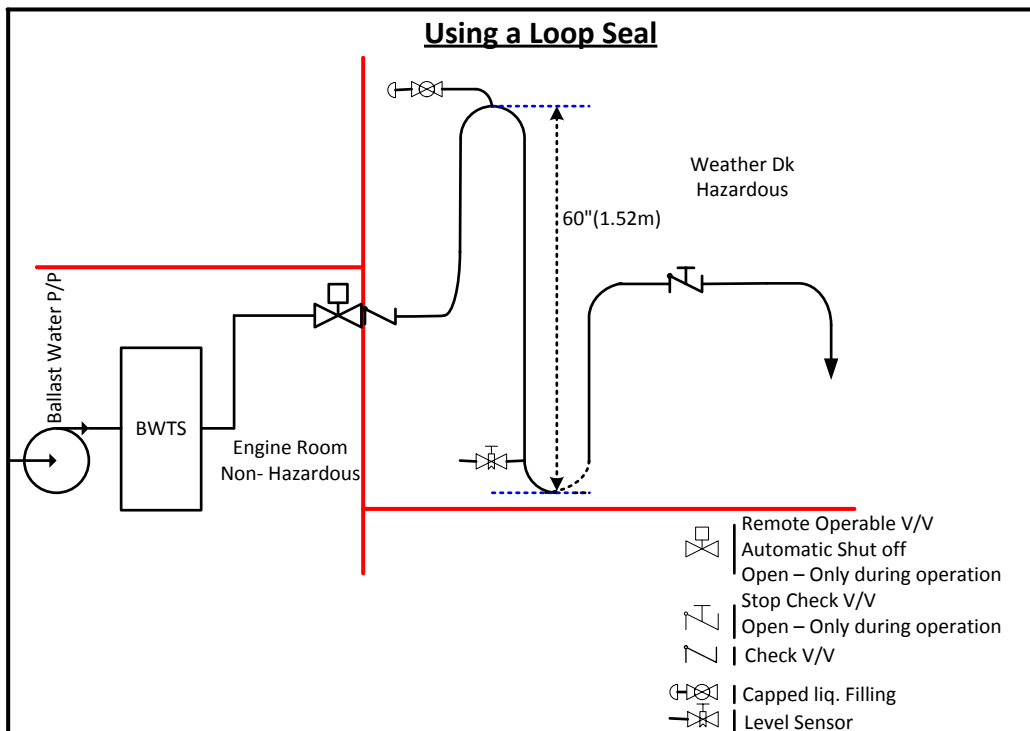 Using a Loop Seal
Weather Dk
Hazardous
60"(1.52m)
Ballast Water P/P
BWTS
Engine Room
Non- Hazardous
Remote Operable V/V
Automatic Shut off
Open – Only during operation
Stop Check V/V
Open – Only during operation
Check V/V
Capped liq. Filling
Level Sensor